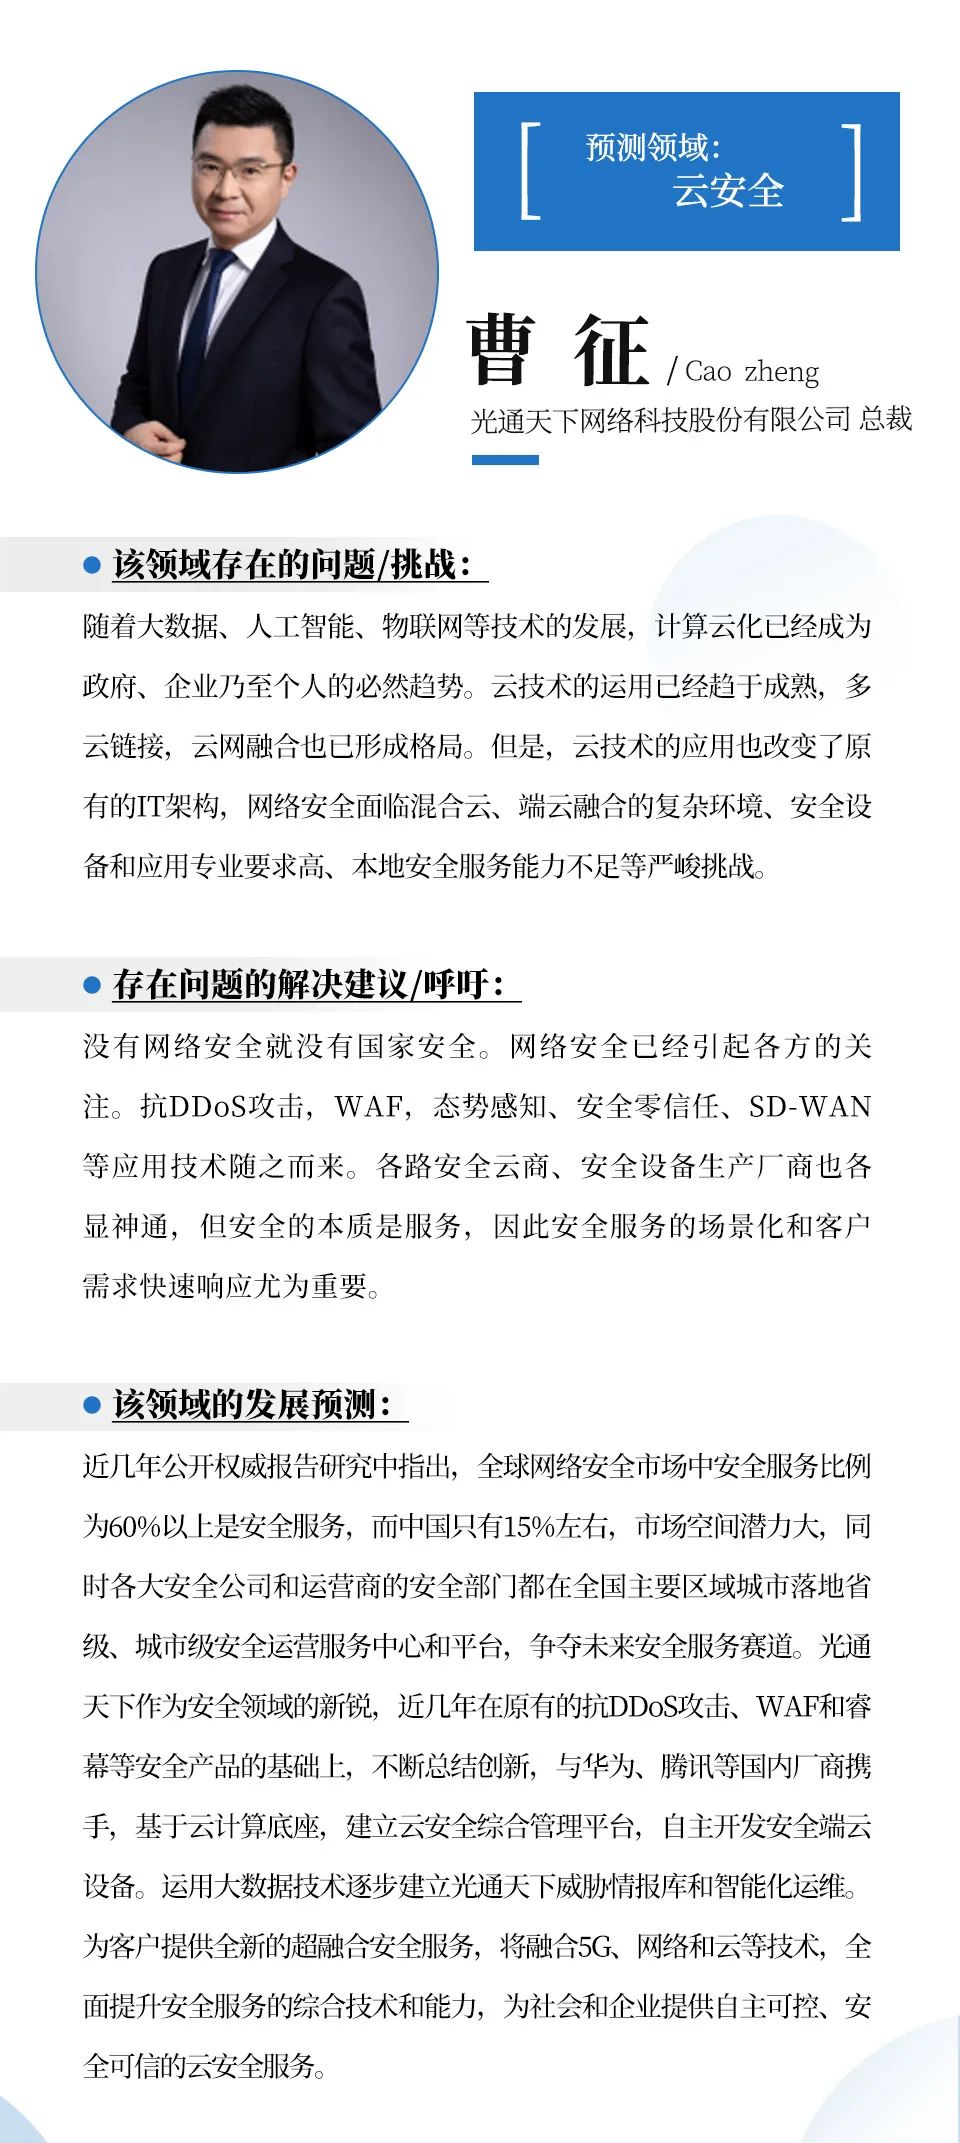 预测领域：
云安全
曹 征 / Cao zheng
光通天下网络科技股份有限公司 总裁
该领域存在的问题/挑战：
随着大数据、人工智能、物联网等技术的发展，计算云化已经成为
政府、企业乃至个人的必然趋势。云技术的运用已经趋于成熟，多
云链接，云网融合也已形成格局。但是，云技术的应用也改变了原
有的IT架构，网络安全面临混合云、端云融合的复杂环境、安全设
备和应用专业要求高、本地安全服务能力不足等严峻挑战。
存在问题的解决建议/呼吁：
没有网络安全就没有国家安全。网络安全已经引起各方的关
注。抗DDoS攻击，WAF，态势感知、安全零信任、SD-WAN
等应用技术随之而来。各路安全云商、安全设备生产厂商也各
显神通，但安全的本质是服务，因此安全服务的场景化和客户
需求快速响应尤为重要。
该领域的发展预测：
近几年公开权威报告研究中指出，全球网络安全市场中安全服务比例
为60%以上是安全服务，而中国只有15%左右，市场空间潜力大，同
时各大安全公司和运营商的安全部门都在全国主要区域城市落地省
级、城市级安全运营服务中心和平台，争夺未来安全服务赛道。光通
天下作为安全领域的新锐，近几年在原有的抗DDoS攻击、WAF和睿
幕等安全产品的基础上，不断总结创新，与华为、腾讯等国内厂商携
手，基于云计算底座，建立云安全综合管理平台，自主开发安全端云
设备。运用大数据技术逐步建立光通天下威胁情报库和智能化运维。
为客户提供全新的超融合安全服务，将融合5G、网络和云等技术，全
面提升安全服务的综合技术和能力，为社会和企业提供自主可控、安
全可信的云安全服务。